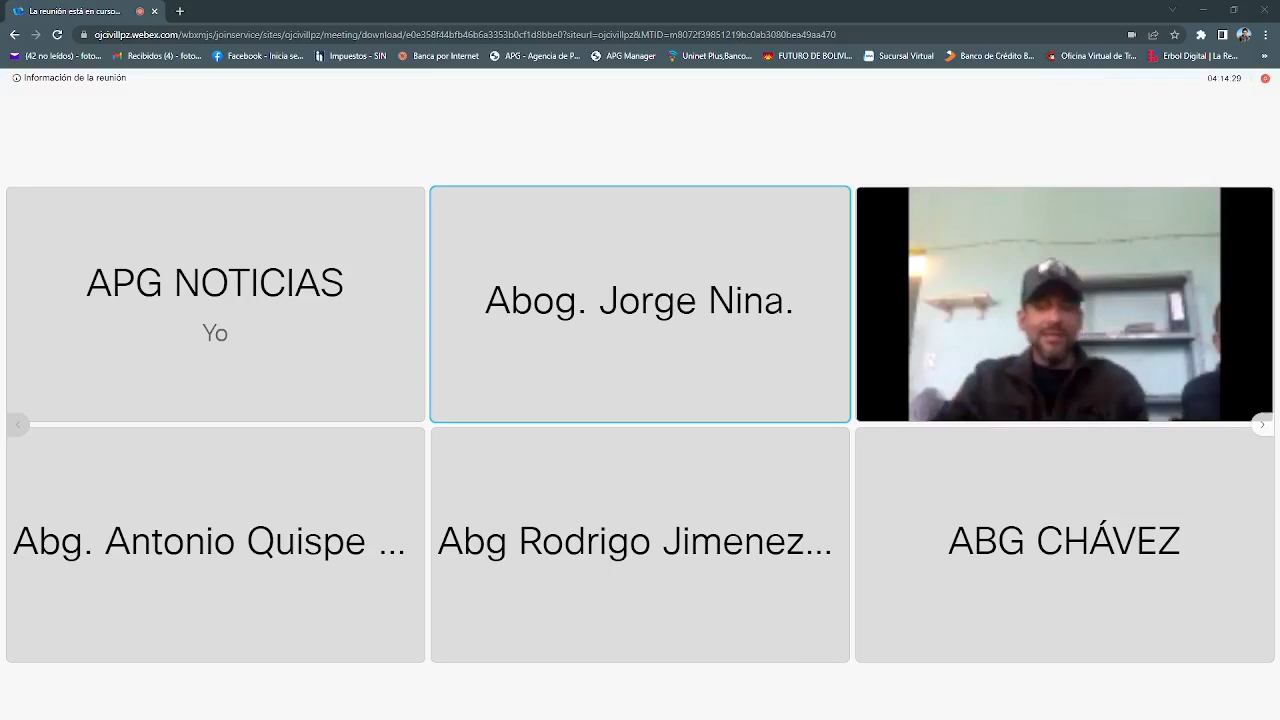 La reunión está en curso...
ojcivillpz.webex.com/wbxmjs/joinservice/sites/ojcivillpz/meeting/download/e0e358f44bfb46b6a3353b0cf1d9bbe0?siteurl=ojcivillpz&MTID=m8072f39851219bc0ab3080bea49aa470
(42 no leídos) - foto...
Recibidos (4) - foto...
Facebook - Inicia se...
Impuestos - SIN
Banca por Internet
APG - Agencia de P...
APG Manager
Uninet Plus,Banco...
FUTURO DE BOLIVI...
Sucursal Virtual
Banco de Crédito B...
Oficina Virtual de Tr...
Erbol Digital | La Re...
Información de la reunión
04:14:29
APG NOTICIAS
Yo
Abog. Jorge Nina.
Abg. Antonio Quispe ...
Abg Rodrigo Jimenez...
ABG CHÁVEZ